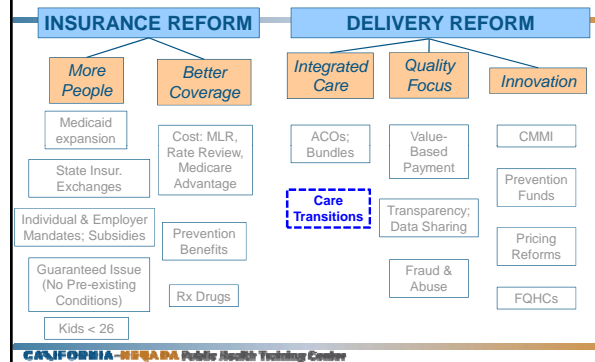 INSURANCE REFORM
More
People
Better
Coverage
Medicaid
expansion
State Insur.
Exchanges
Individual & Employer
Mandates; Subsidies
Guaranteed Issue
(No Pre-existing
Conditions)
Kids < 26
Cost: MLR,
Rate Review,
Medicare
Advantage
Prevention
Benefits
Rx Drugs
DELIVERY REFORM
Integrated
Care
Quality
Focus
Innovation
ACOs;
Bundles
Care
Transitions
Value-
Based
Payment
Transparency;
Data Sharing
Fraud &
Abuse
CMMI
Prevention
Funds
Pricing
Reforms
FQHCs
CALIFORNIA-NEVADA Public Health Training Center